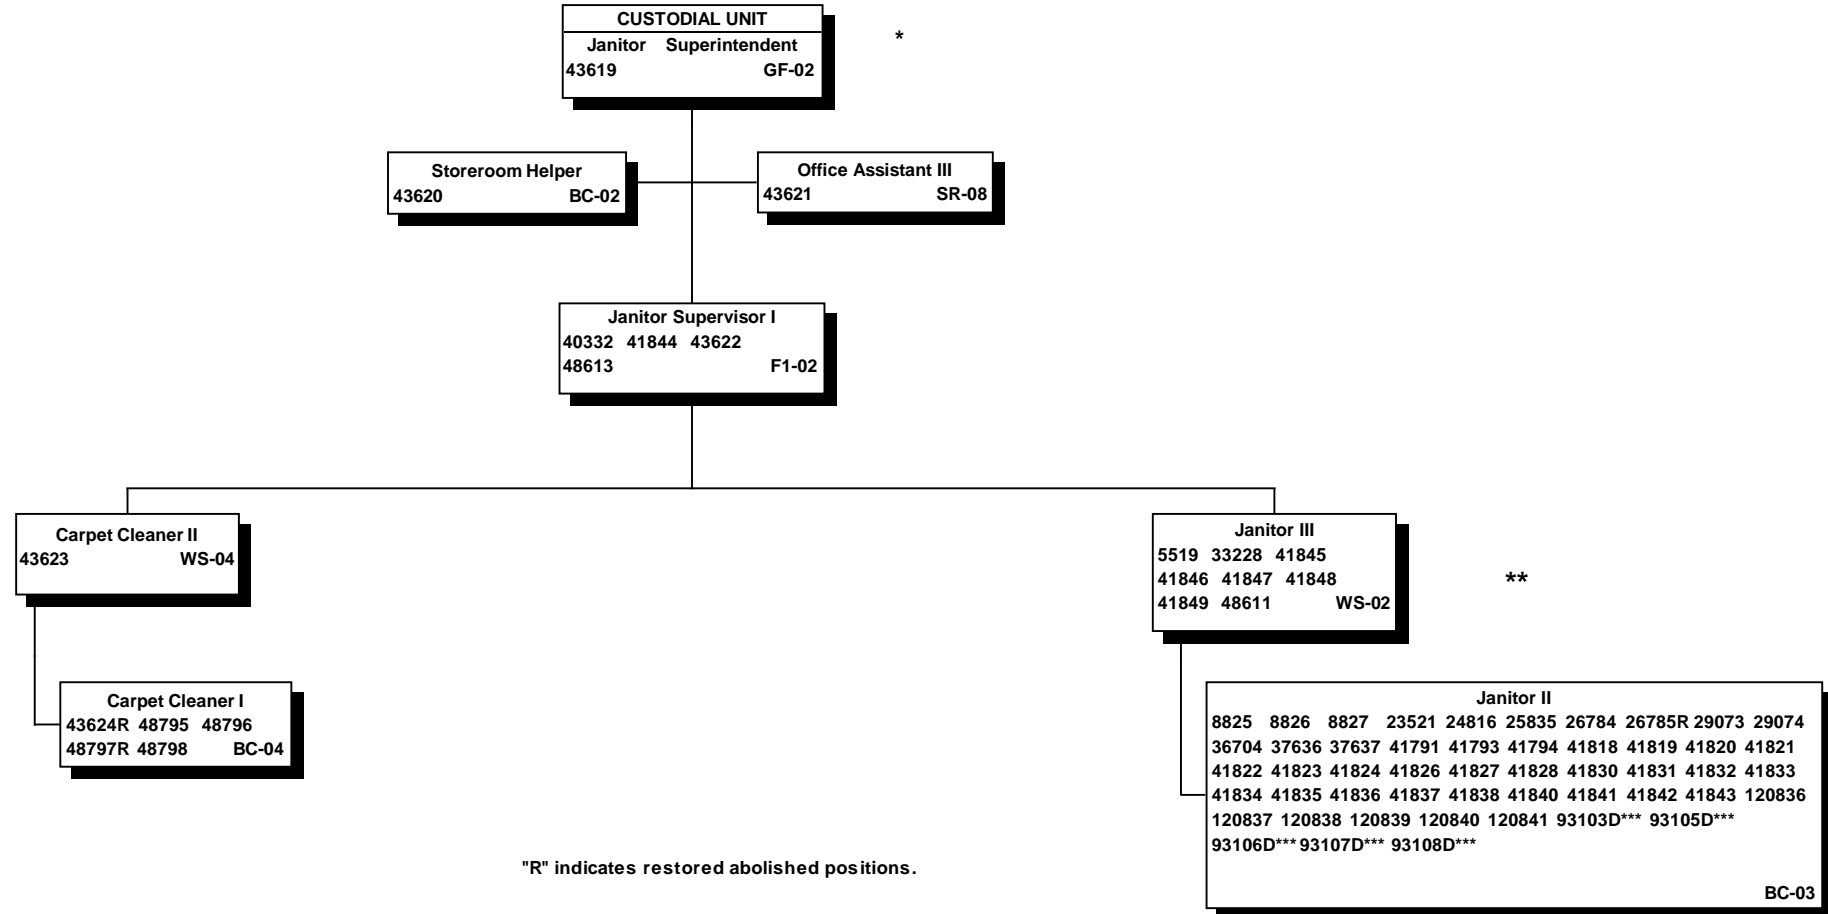 CUSTODIAL UNIT
Janitor Superintendent
43619 GF-02
*
Storeroom Helper
43620 BC-02
Office Assistant III
43621 SR-08
Janitor Supervisor I
40332 41844 43622
48613 F1-02
Carpet Cleaner II
43623 WS-04
Carpet Cleaner I
43624R 48795 48796
48797R 48798 BC-04
Janitor III
5519 33228 41845
41846 41847 41848
41849 48611 WS-02
**
Janitor II
8825 8826 8827 23521 24816 25835 26784 26785R 29073 29074
36704 37636 37637 41791 41793 41794 41818 41819 41820 41821
41822 41823 41824 41826 41827 41828 41830 41831 41832 41833
41834 41835 41836 41837 41838 41840 41841 41842 41843 120836
120837 120838 120839 120840 120841 93103D*** 93105D***
93106D*** 93107D*** 93108D***
BC-03
"R" indicates restored abolished positions.